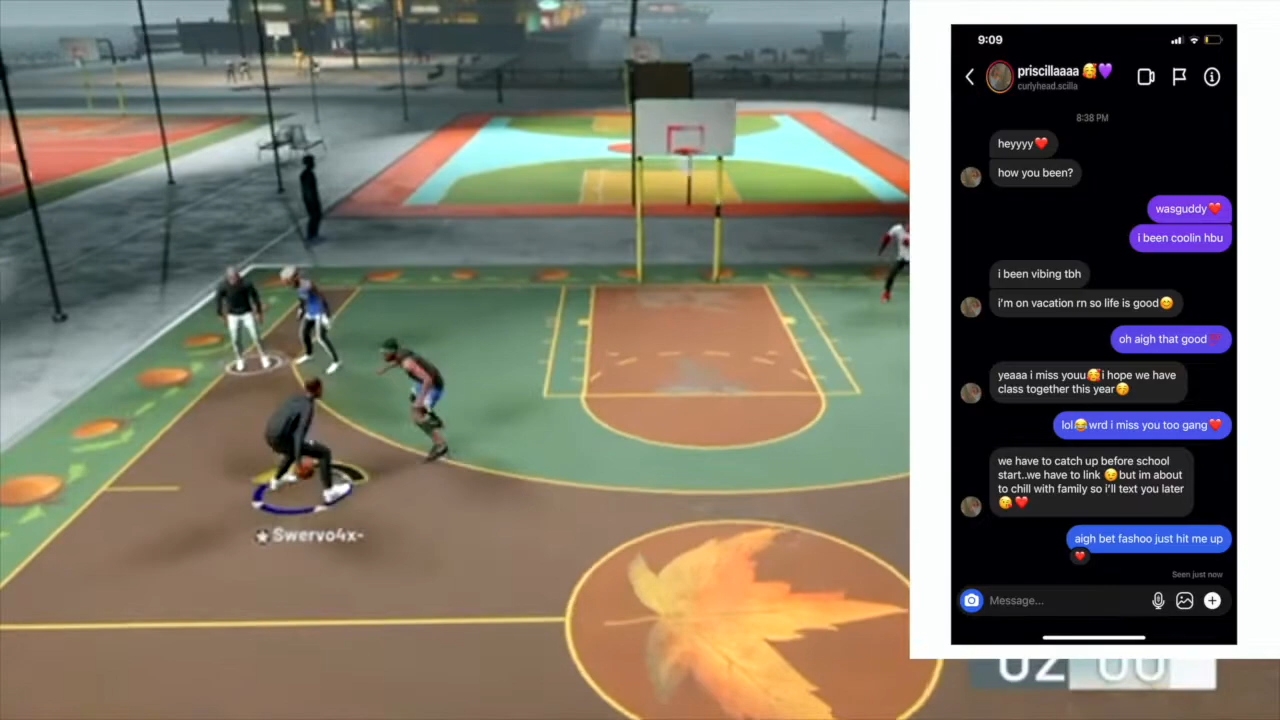 Swervo4x-
9:09
priscillaaaa 🥰💜
curlyhead.scilla
8:38 PM
heyyyy❤️
how you been?
wasguddy❤️
i been coolin hbu
i been vibing tbh
i'm on vacation rn so life is good😊
oh aigh that good❤️
yeaaa i miss youu🥰i hope we have
class together this year😚
lol😂wrd i miss you too gang❤️
we have to catch up before school
start..we have to link 😉but im about
to chill with family so i'll text you later
😘❤️
aigh bet fashoo just hit me up
❤️
Seen just now
Message...
02 00